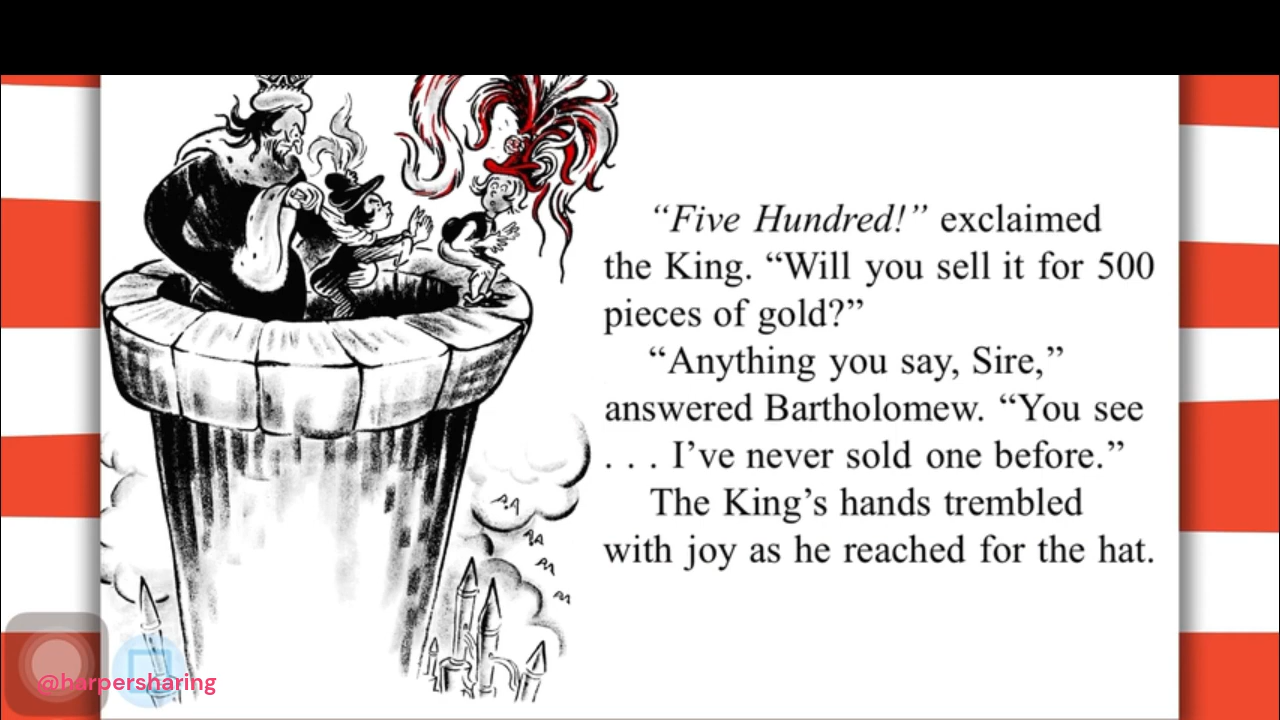 “Five Hundred!” exclaimed
the King. “Will you sell it for 500
pieces of gold?”
“Anything you say, Sire,”
answered Bartholomew. “You see
. . . I’ve never sold one before.”
The King’s hands trembled
with joy as he reached for the hat.
@harpersharing